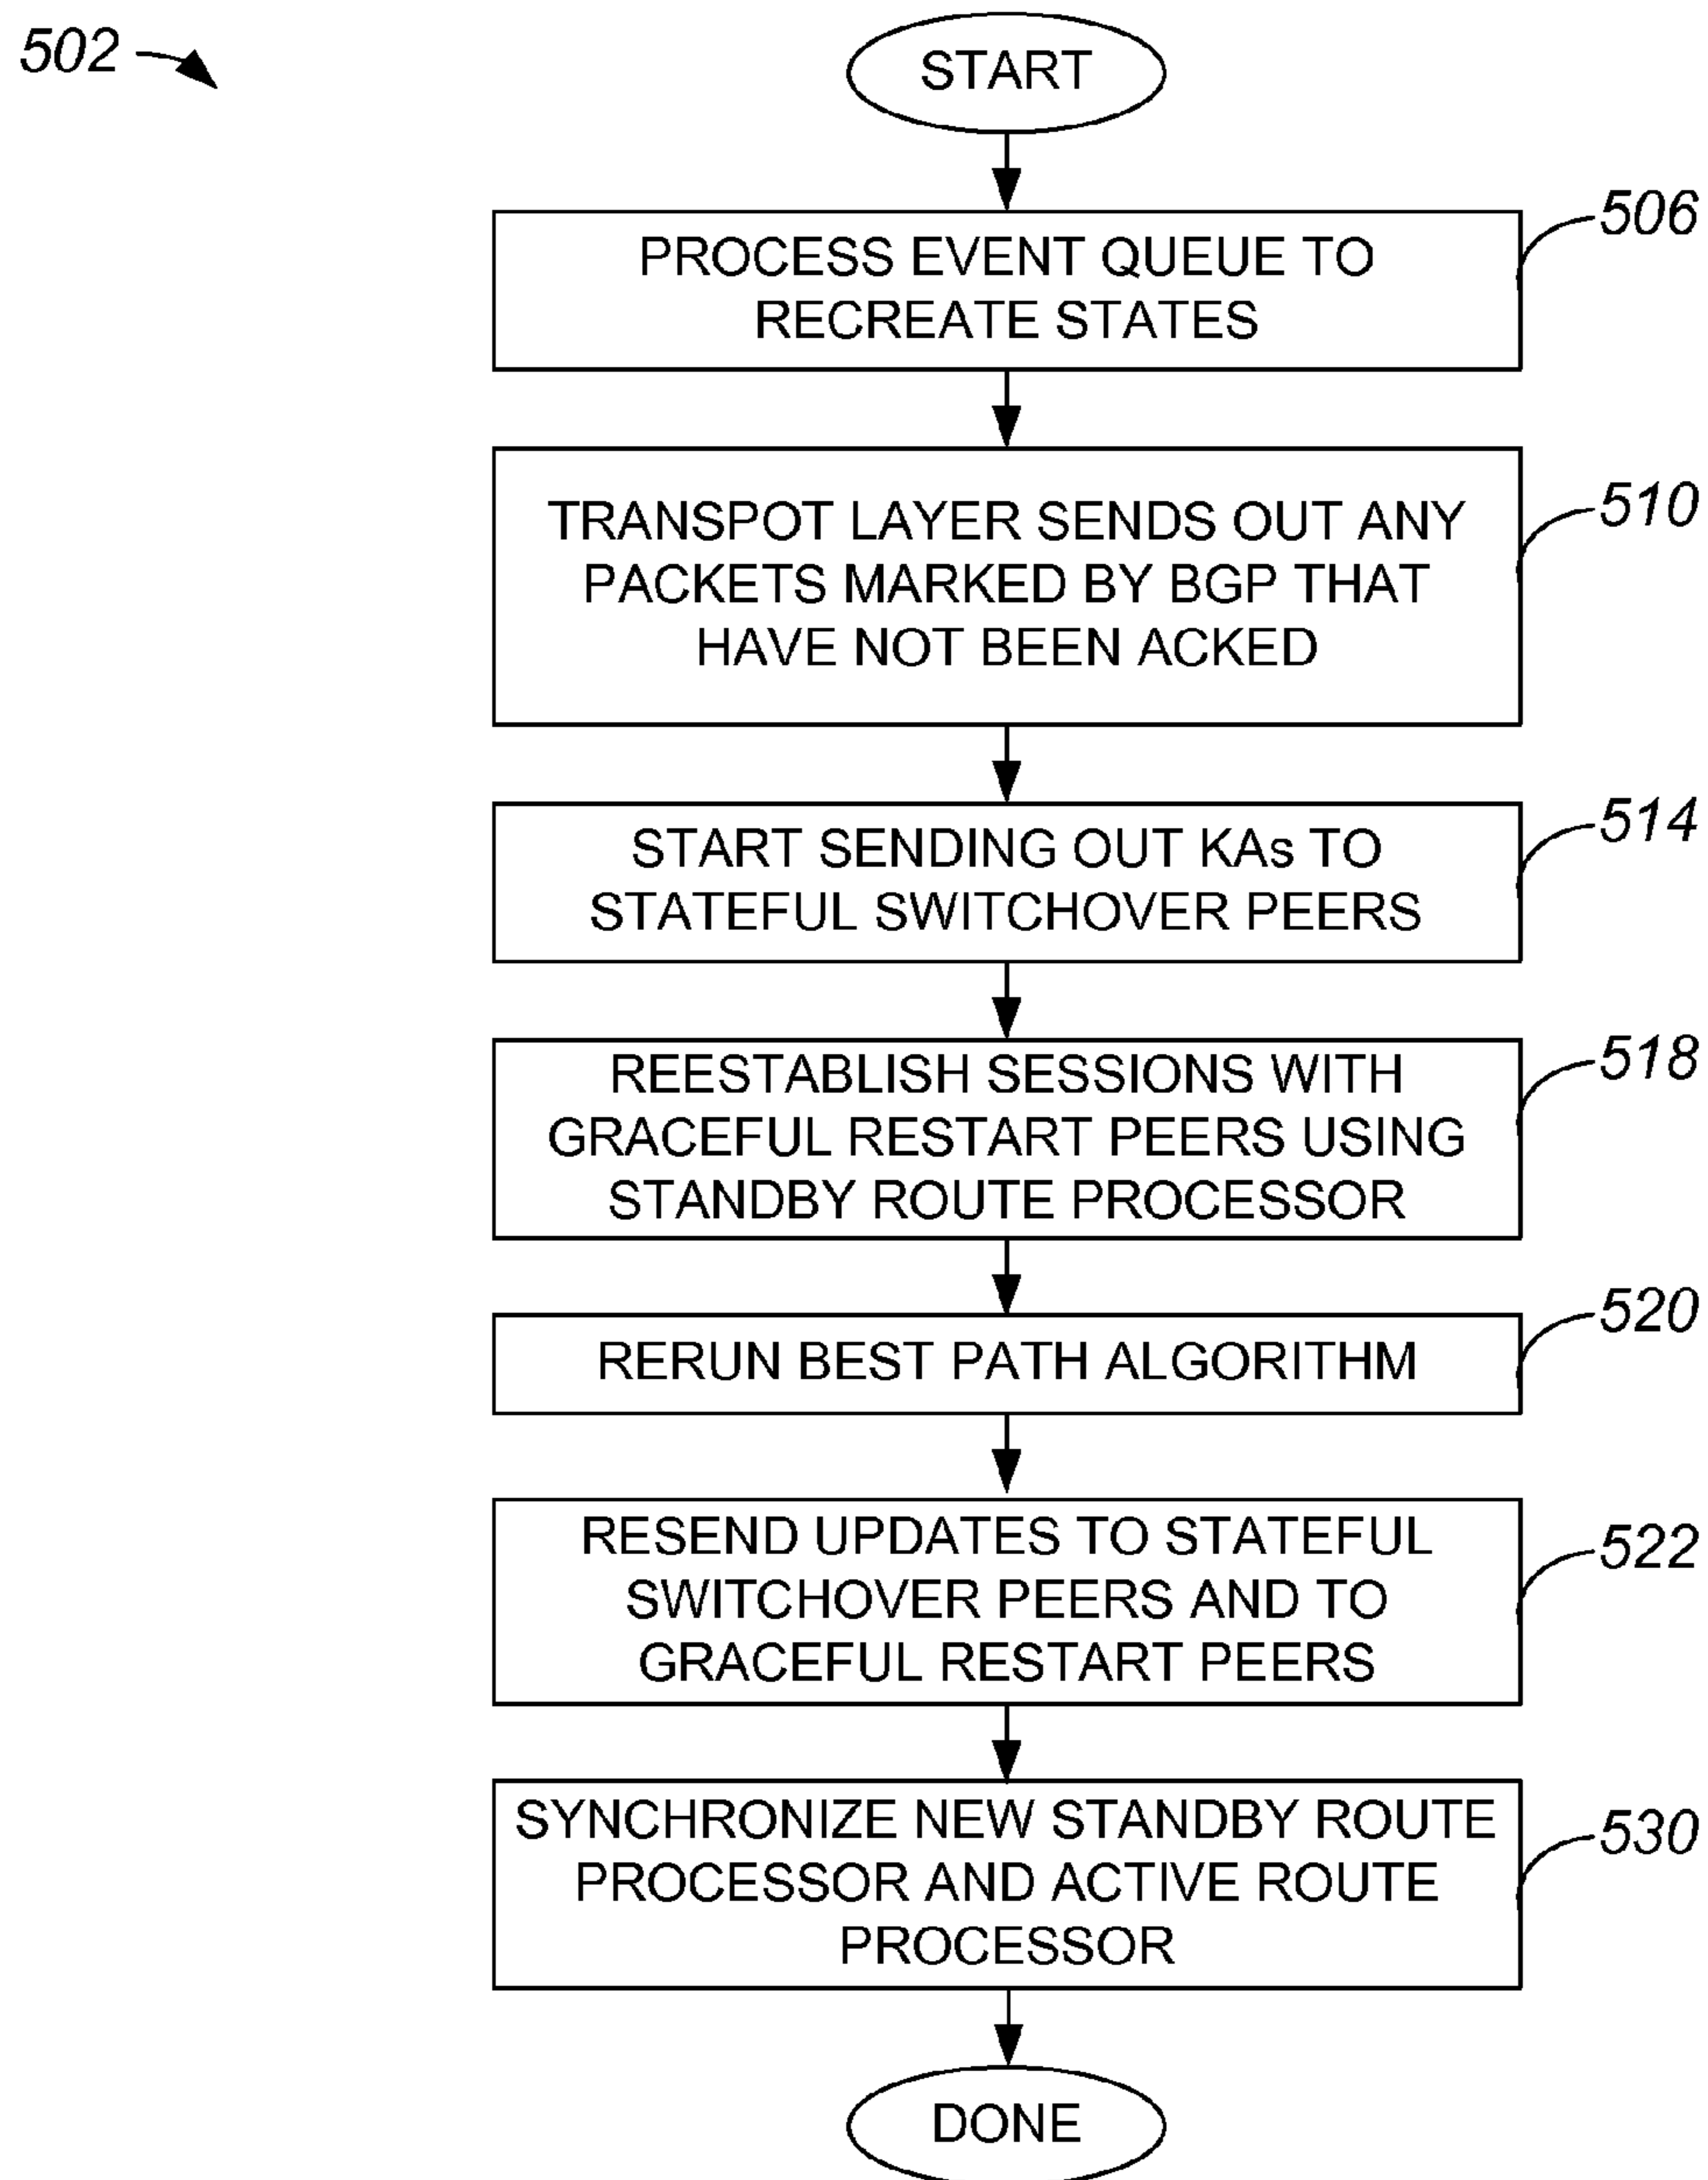 502
START
506
PROCESS EVENT QUEUE TO
RECREATE STATES
510
TRANSPOT LAYER SENDS OUT ANY
PACKETS MARKED BY BGP THAT
HAVE NOT BEEN ACKED
514
START SENDING OUT KAs TO
STATEFUL SWITCHOVER PEERS
518
REESTABLISH SESSIONS WITH
GRACEFUL RESTART PEERS USING
STANDBY ROUTE PROCESSOR
520
RERUN BEST PATH ALGORITHM
522
RESEND UPDATES TO STATEFUL
SWITCHOVER PEERS AND TO
GRACEFUL RESTART PEERS
530
SYNCHRONIZE NEW STANDBY ROUTE
PROCESSOR AND ACTIVE ROUTE
PROCESSOR
DONE